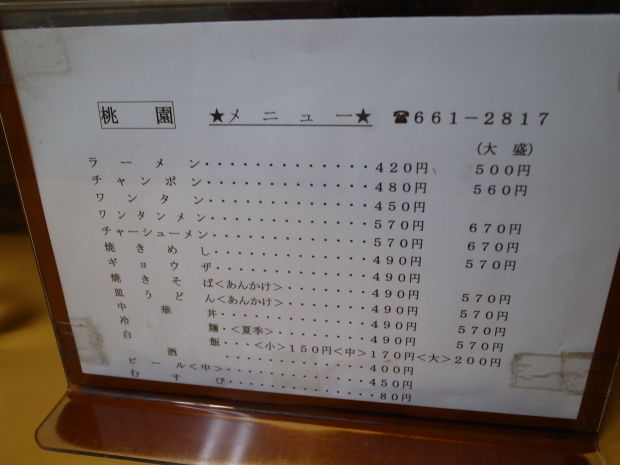 桃園 ★メニュー★ ☎661-2817
(大盛)
ラーメン・・・・・・・・・・・・・420円 500円
チャンポン・・・・・・・・・・・・・480円 560円
ワンタン・・・・・・・・・・・・・450円
ワンタンメン・・・・・・・・・・・・・570円 670円
チャーシューメン・・・・・・・・・・・・・570円 670円
焼きめし・・・・・・・・・・・・・490円 570円
ギョウザ・・・・・・・・・・・・・490円
焼きそば<あんかけ>・・・・・・・490円 570円
皿うどん<あんかけ>・・・・・・・490円 570円
中華丼・・・・・・・・・・・・・490円 570円
冷麺・<夏季>・・・・・・・・・490円 570円
白飯・・・<小>150円<中>170円<大>200円
酒・・・・・・・・・・・・・400円
ビール<中>・・・・・・・・・・・・・450円
むすび・・・・・・・・・・・・・80円